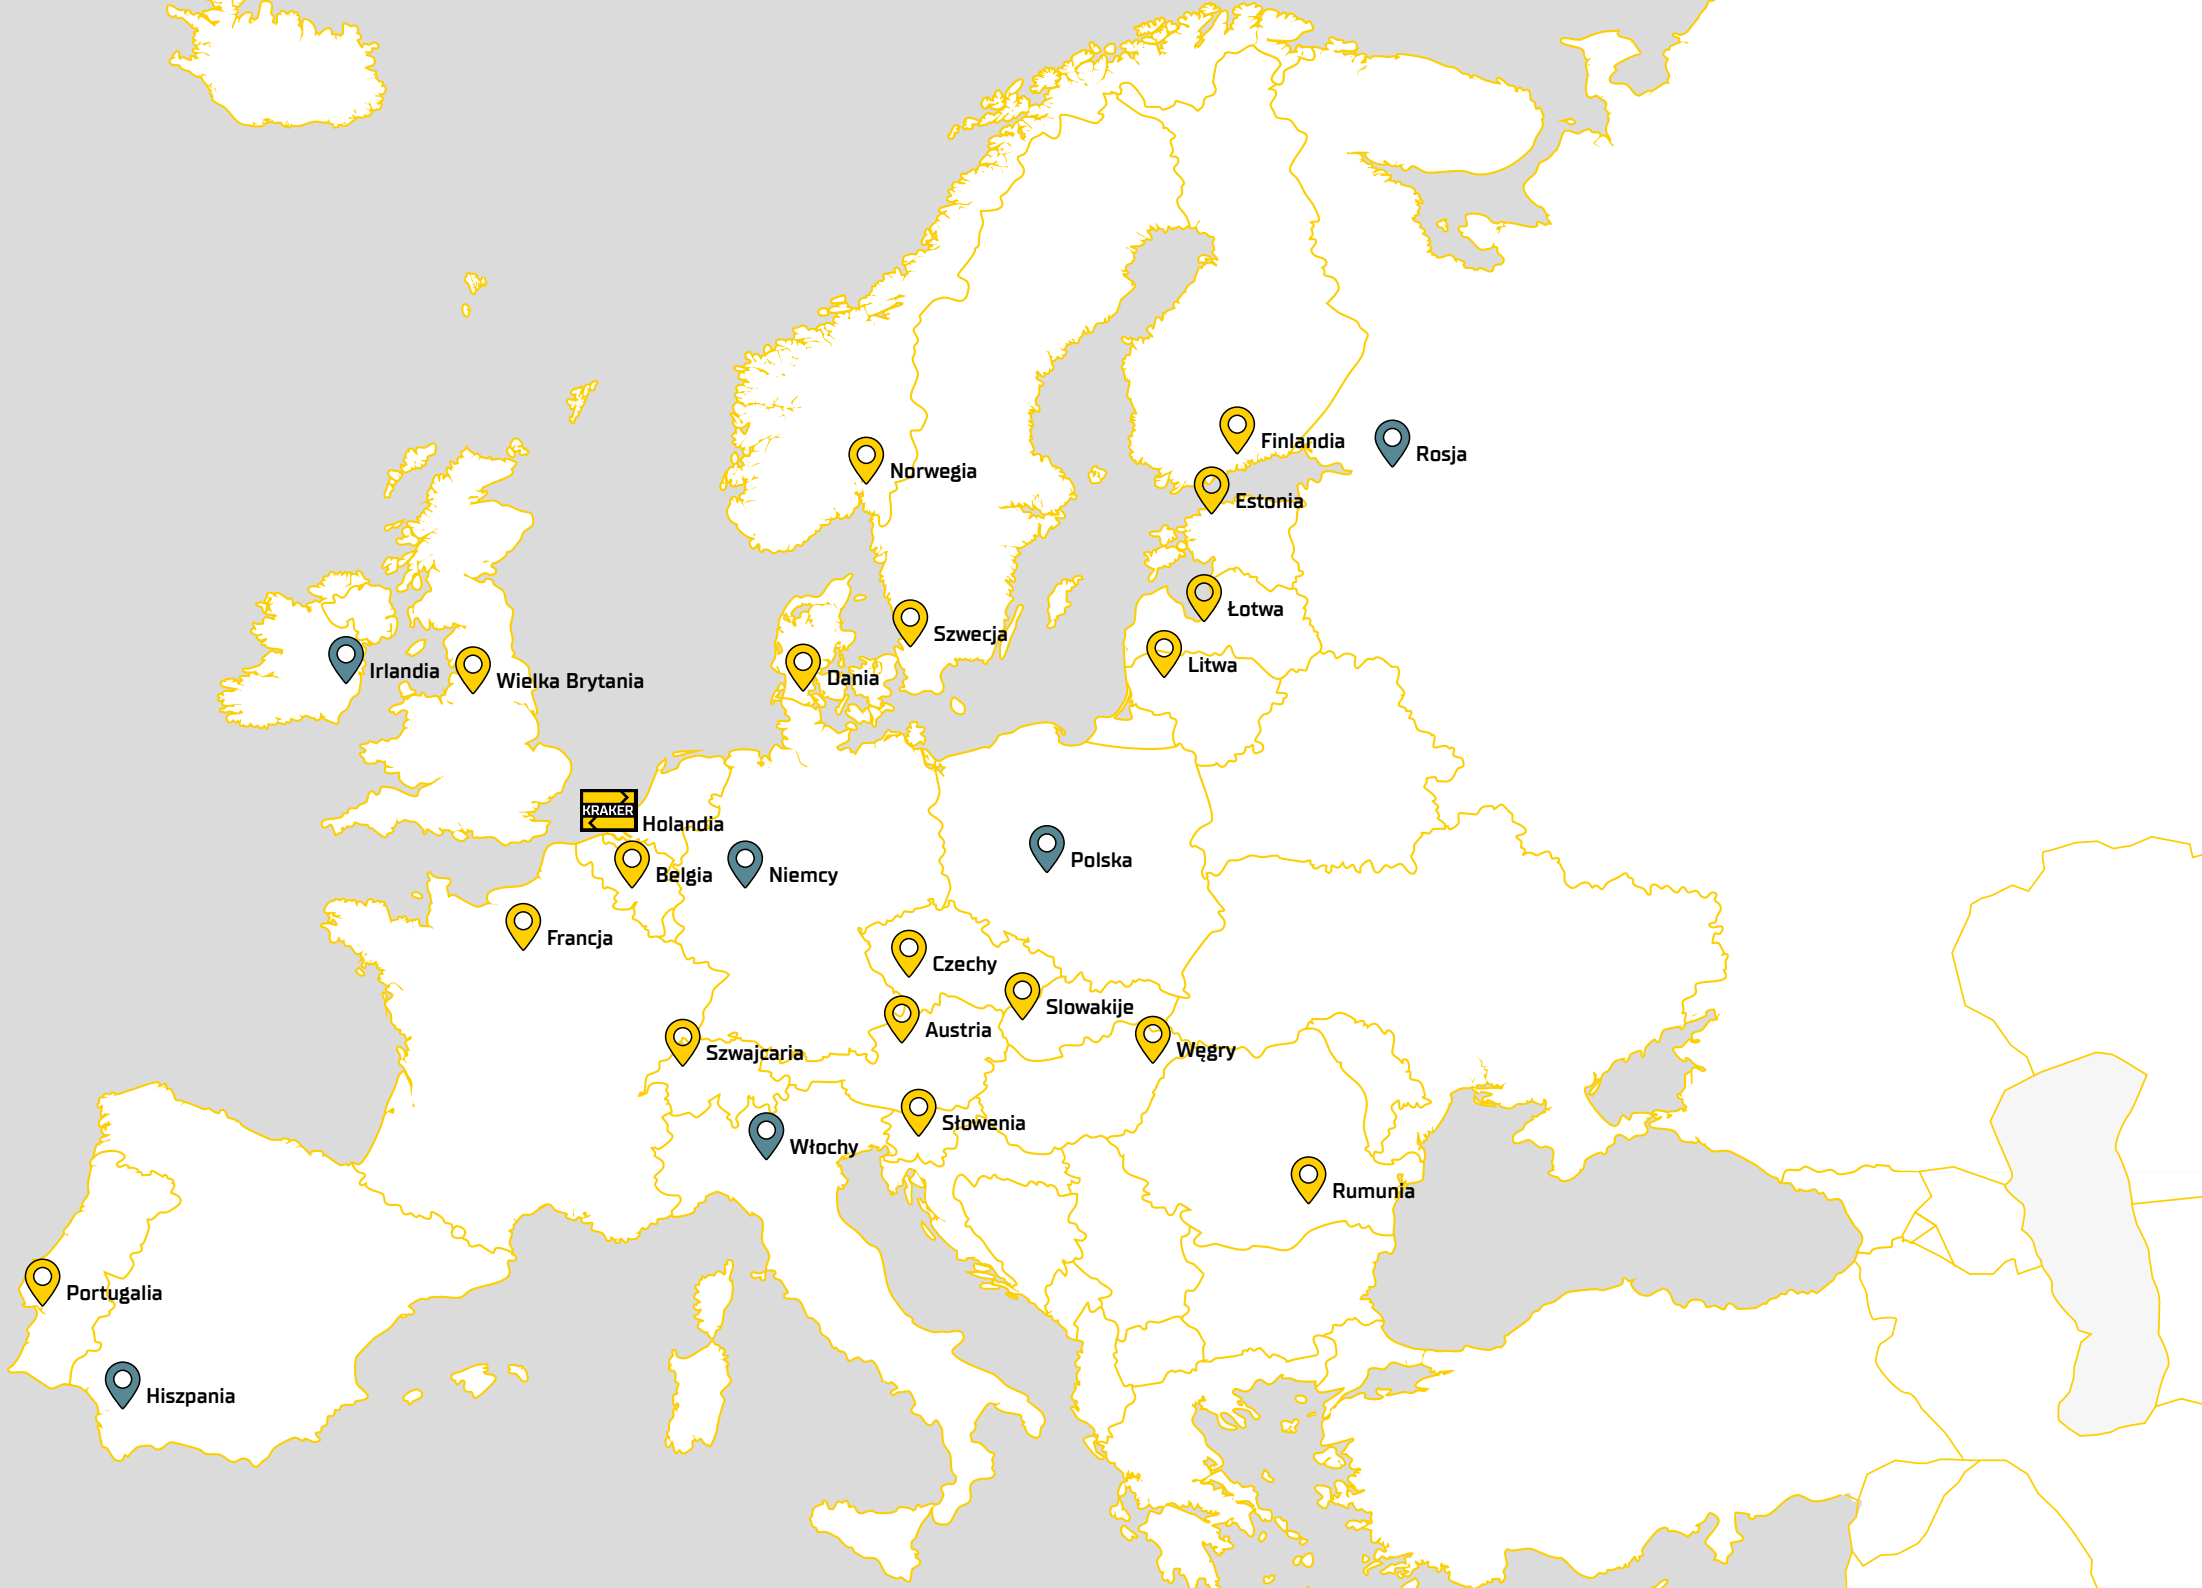 Finlandia
Rosja
Norwegia
Estonia
Łotwa
Szwecja
Litwa
Irlandia
Wielka Brytania
Dania
KRAKER
Holandia
Polska
Belgia
Niemcy
Francja
Czechy
Slowakije
Austria
Szwajcaria
Węgry
Słowenia
Włochy
Rumunia
Portugalia
Hiszpania